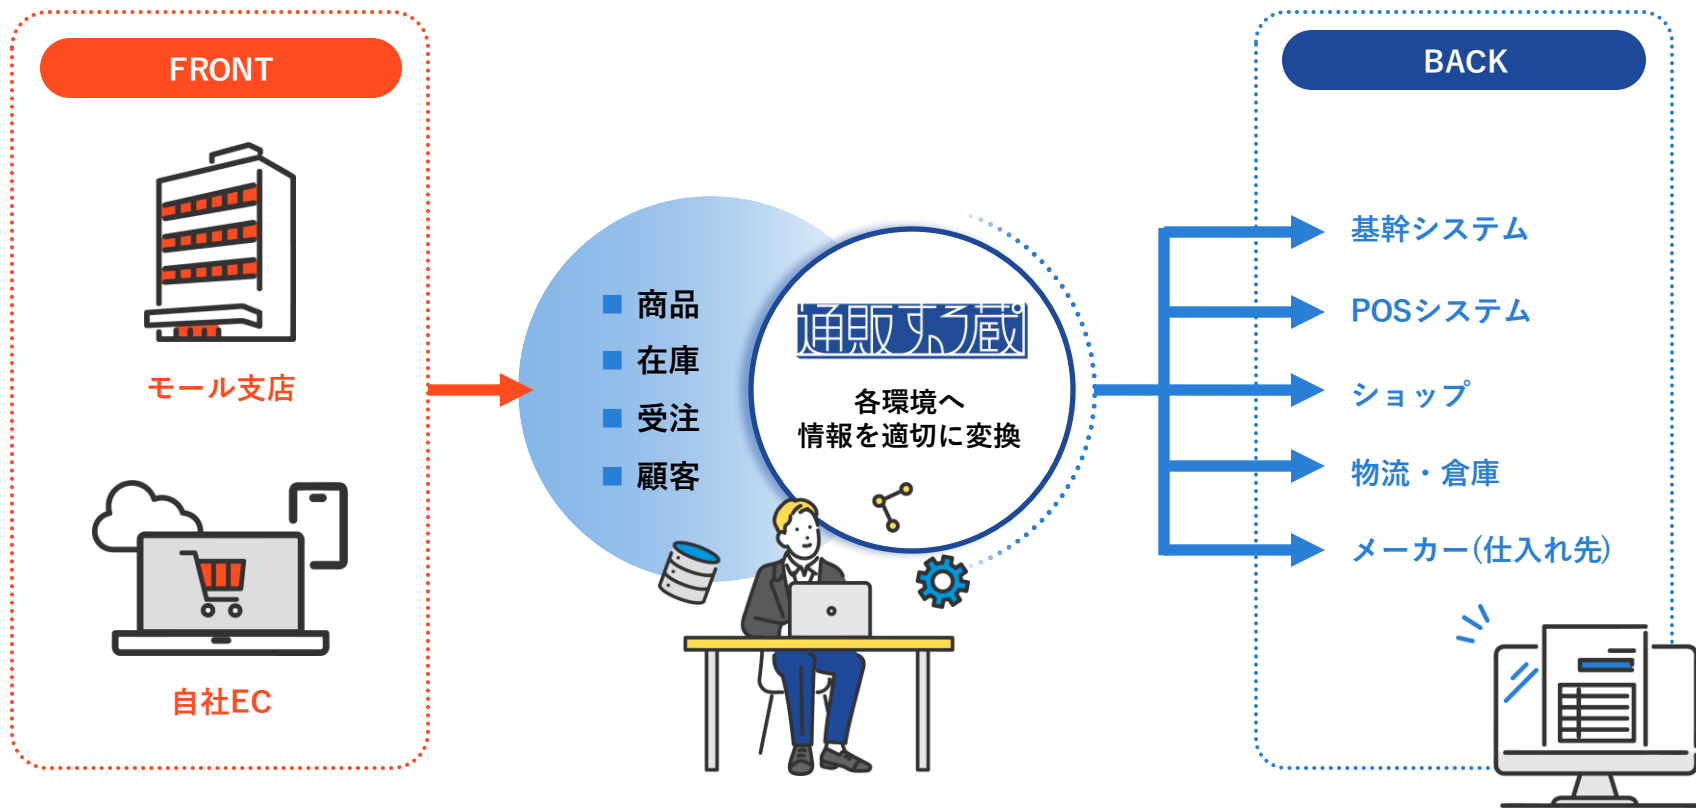 FRONT
モール支店
自社EC
商品
在庫
受注
顧客
通販する蔵
各環境へ
情報を適切に変換
BACK
基幹システム
POSシステム
ショップ
物流・倉庫
メーカー(仕入れ先)